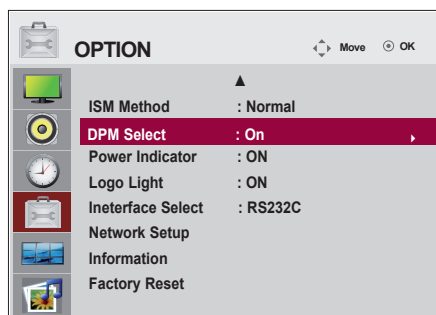 OPTION Move OK
▲
ISM Method : Normal
DPM Select : On
Power Indicator : ON
Logo Light : ON
Ineterface Select : RS232C
Network Setup
Information
Factory Reset